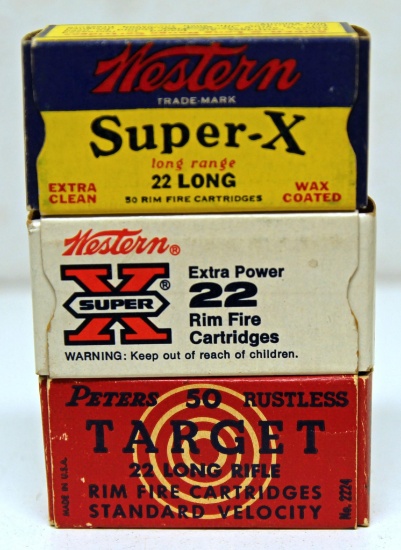 Western
TRADE-MARK
Super-X
long range
EXTRA CLEAN
22 LONG
WAX COATED
50 RIM FIRE CARTRIDGES
Western®
X SUPER ®
Extra Power
22
Rim Fire
Cartridges
WARNING: Keep out of reach of children.
PETERS 50 RUSTLESS
TARGET
22 LONG RIFLE
RIM FIRE CARTRIDGES
STANDARD VELOCITY
MADE IN U.S.A.
No. 2224